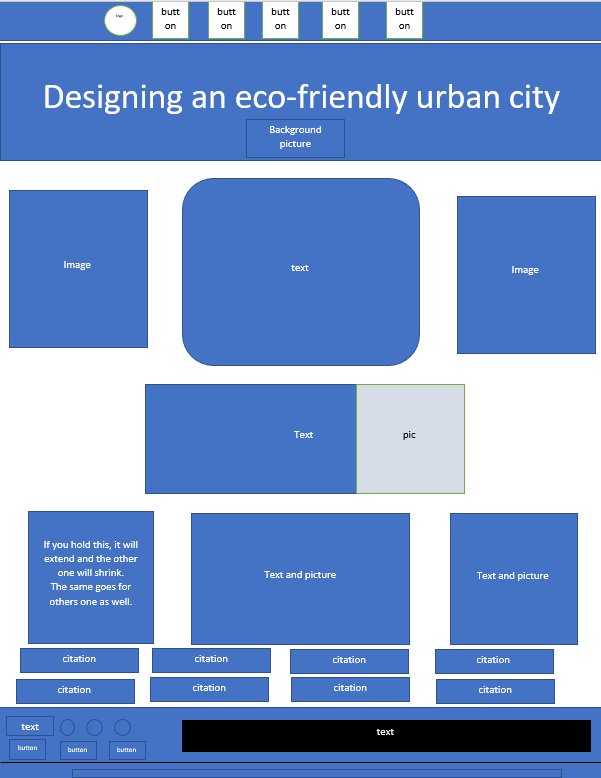 logo
butt
on
butt
on
butt
on
butt
on
butt
on
Designing an eco-friendly urban city
Background
picture
Image
text
Image
Text
pic
If you hold this, it will
extend and the other
one will shrink.
The same goes for
others one as well.
Text and picture
Text and picture
citation
citation
citation
citation
citation
citation
citation
citation
text
text
button
button
button